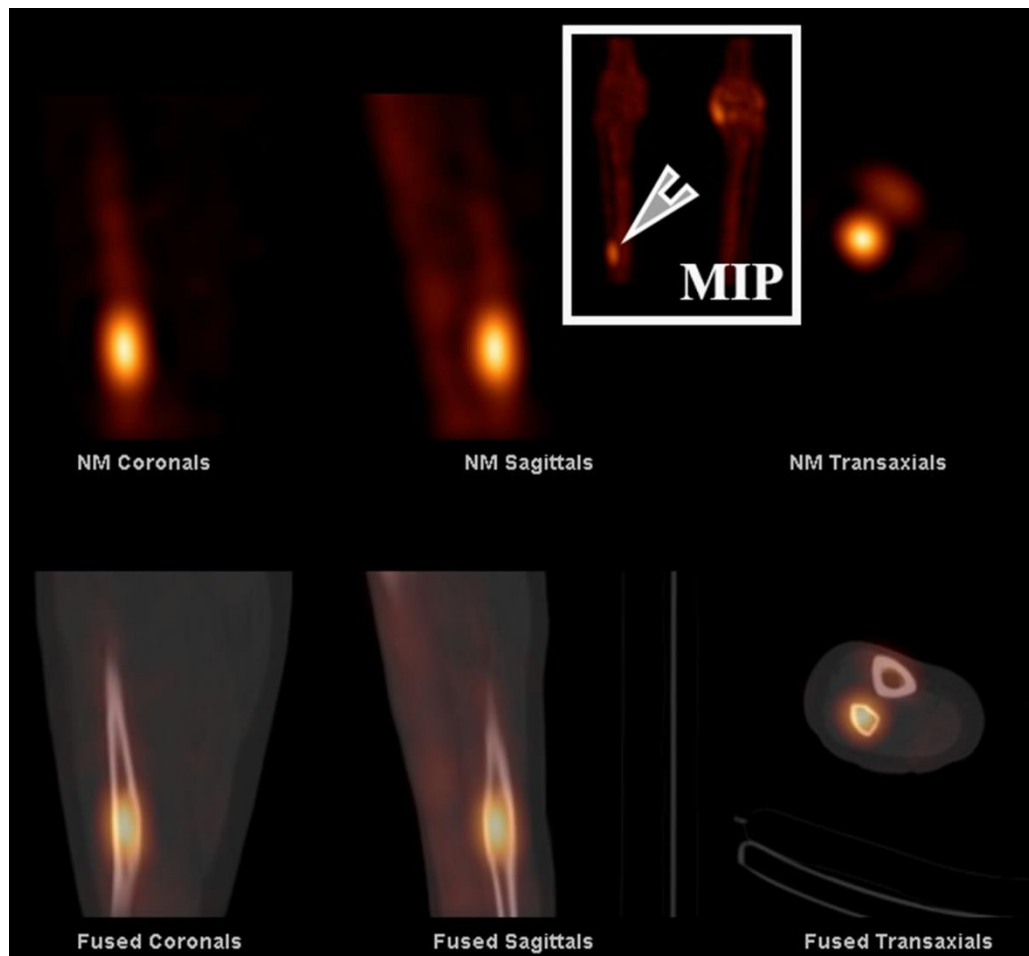 MIP
NM Coronals
NM Sagittals
NM Transaxials
Fused Coronals
Fused Sagittals
Fused Transaxials